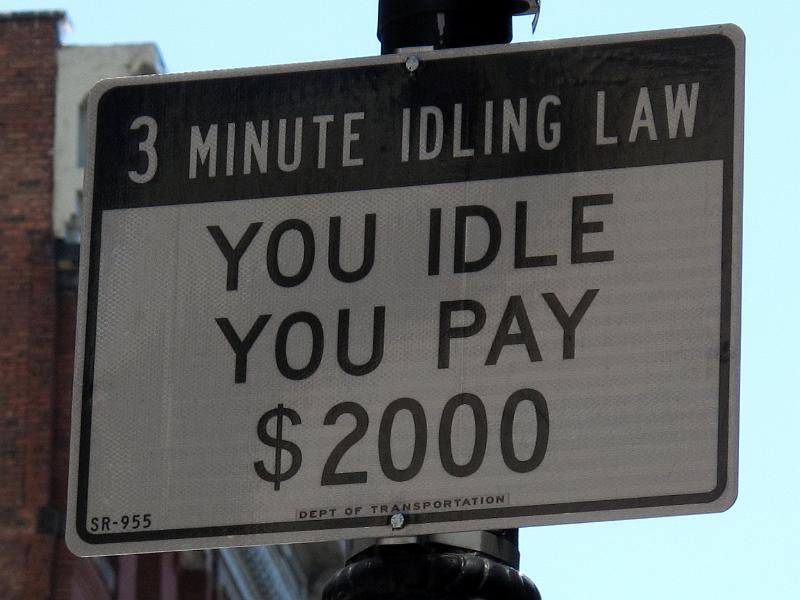 3 MINUTE IDLING LAW
YOU IDLE
YOU PAY
$2000
DEPT OF TRANSPORTATION
SR-955